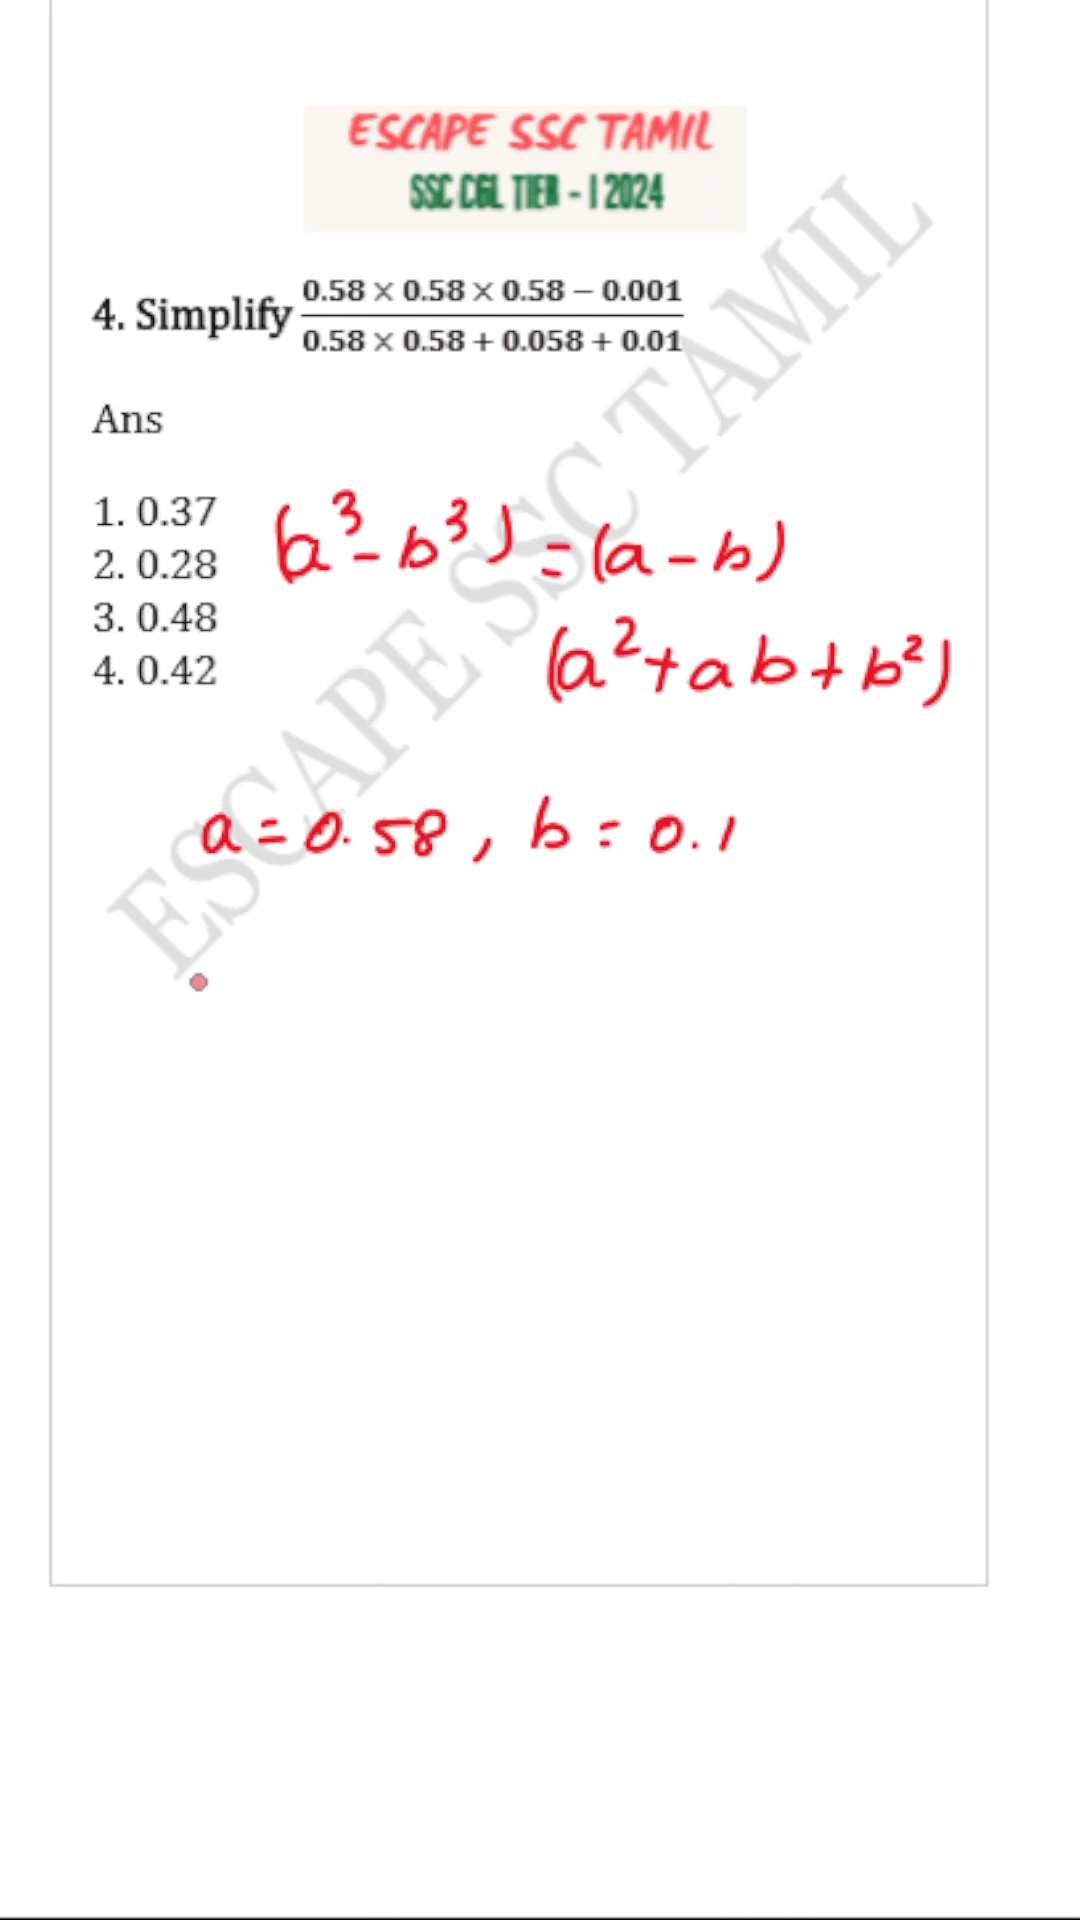 ESCAPE SSC TAMIL
SSC CGL TIER - I 2024
4. Simplify
0.58 × 0.58 × 0.58 − 0.001
0.58 × 0.58 + 0.058 + 0.01
Ans
1. 0.37
2. 0.28
3. 0.48
4. 0.42
(a³-b³) = (a-b)
(a²+ab+b²)
a=0.58, b=0.1
ESCAPE SSC TAMIL